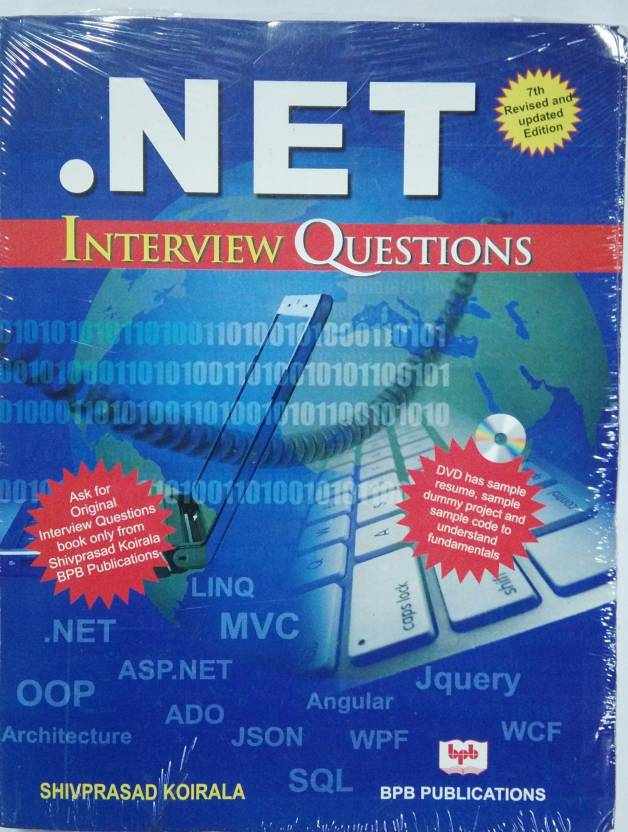 .NET
7th
Revised and
updated
Edition
INTERVIEW QUESTIONS
Ask for
Original
Interview Questions
book only from
Shivprasad Koirala
BPB Publications
DVD has sample
resume, sample
dummy project and
sample code to
understand
fundamentals
caps lock
shift
Q
A
LINQ
.NET
MVC
ASP.NET
Jquery
OOP
Angular
ADO
Architecture
JSON
WPF
WCF
bpb
SQL
SHIVPRASAD KOIRALA
BPB PUBLICATIONS